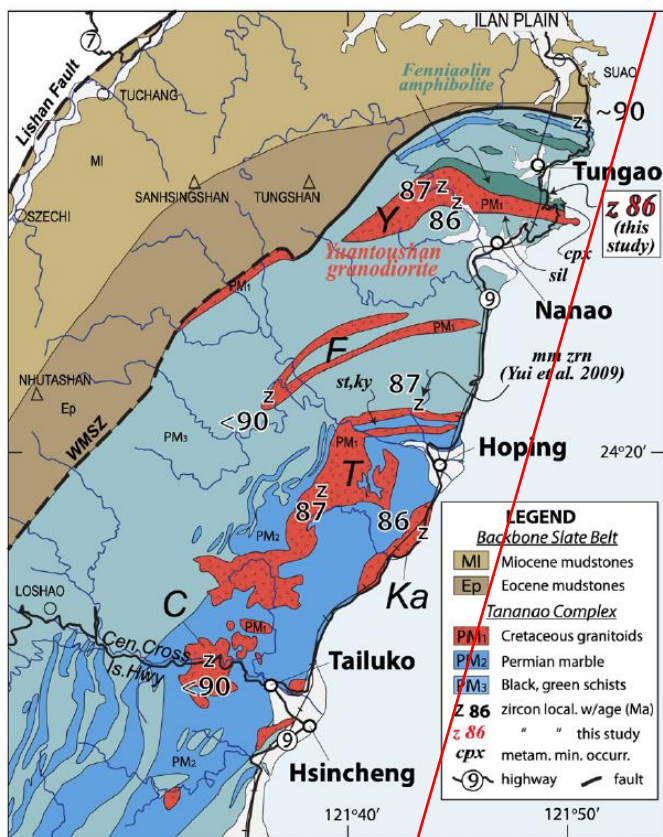 ILAN PLAIN
7
SUAO
Lishan Fault
TUCHANG
Fenniaolin
amphibolite
~90
z
MI
SANHSINGSHAN
TUNGSHAN
87 z
z
86
Tungao
SZECHI
Y
PM₁
z 86
(this
study)
Yuantoushan
granodiorite
cpx
sil
PM₁
9
Nanao
F
PM₁
mm zrn
(Yui et al. 2009)
NHUTASHAN
st,ky
87
z
z
<90
Ep
WMSZ
PM₃
PM₁
Hoping
24°20'
T
z
87
86
z
PM₂
LEGEND
Backbone Slate Belt
MI Miocene mudstones
Ep Eocene mudstones
Tananao Complex
PM₁ Cretaceous granitoids
PM₂ Permian marble
PM₃ Black, green schists
z 86 zircon local. w/age (Ma)
z 86 " " this study
cpx metam. min. occurr.
9 highway fault
LOSHAO
C
Ka
PM₁
Cen. Cross
Is. Hwy
z
<90
Tailuko
9
Hsincheng
PM₂
121°40'
121°50'